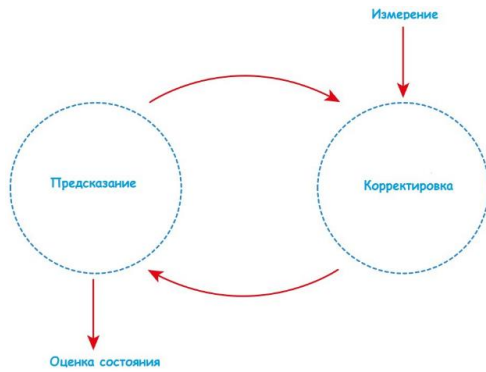 Измерение
Предсказание
Корректировка
Оценка состояния